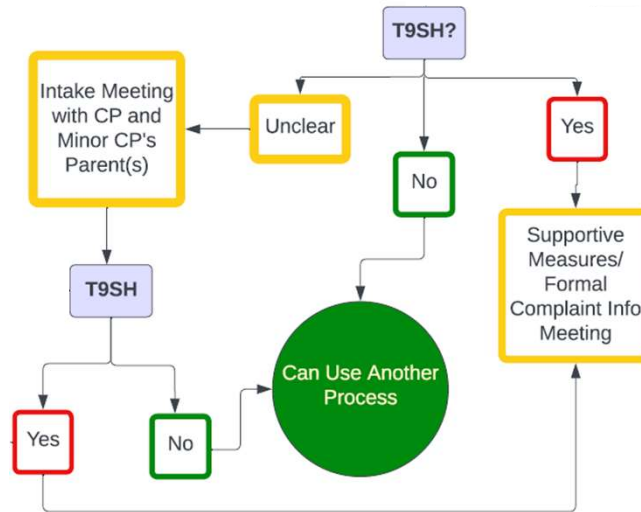 T9SH?
Intake Meeting
with CP and
Minor CP's
Parent(s)
Unclear
Yes
No
Supportive
Measures/
Formal
Complaint Info
Meeting
T9SH
Can Use Another
Process
Yes
No